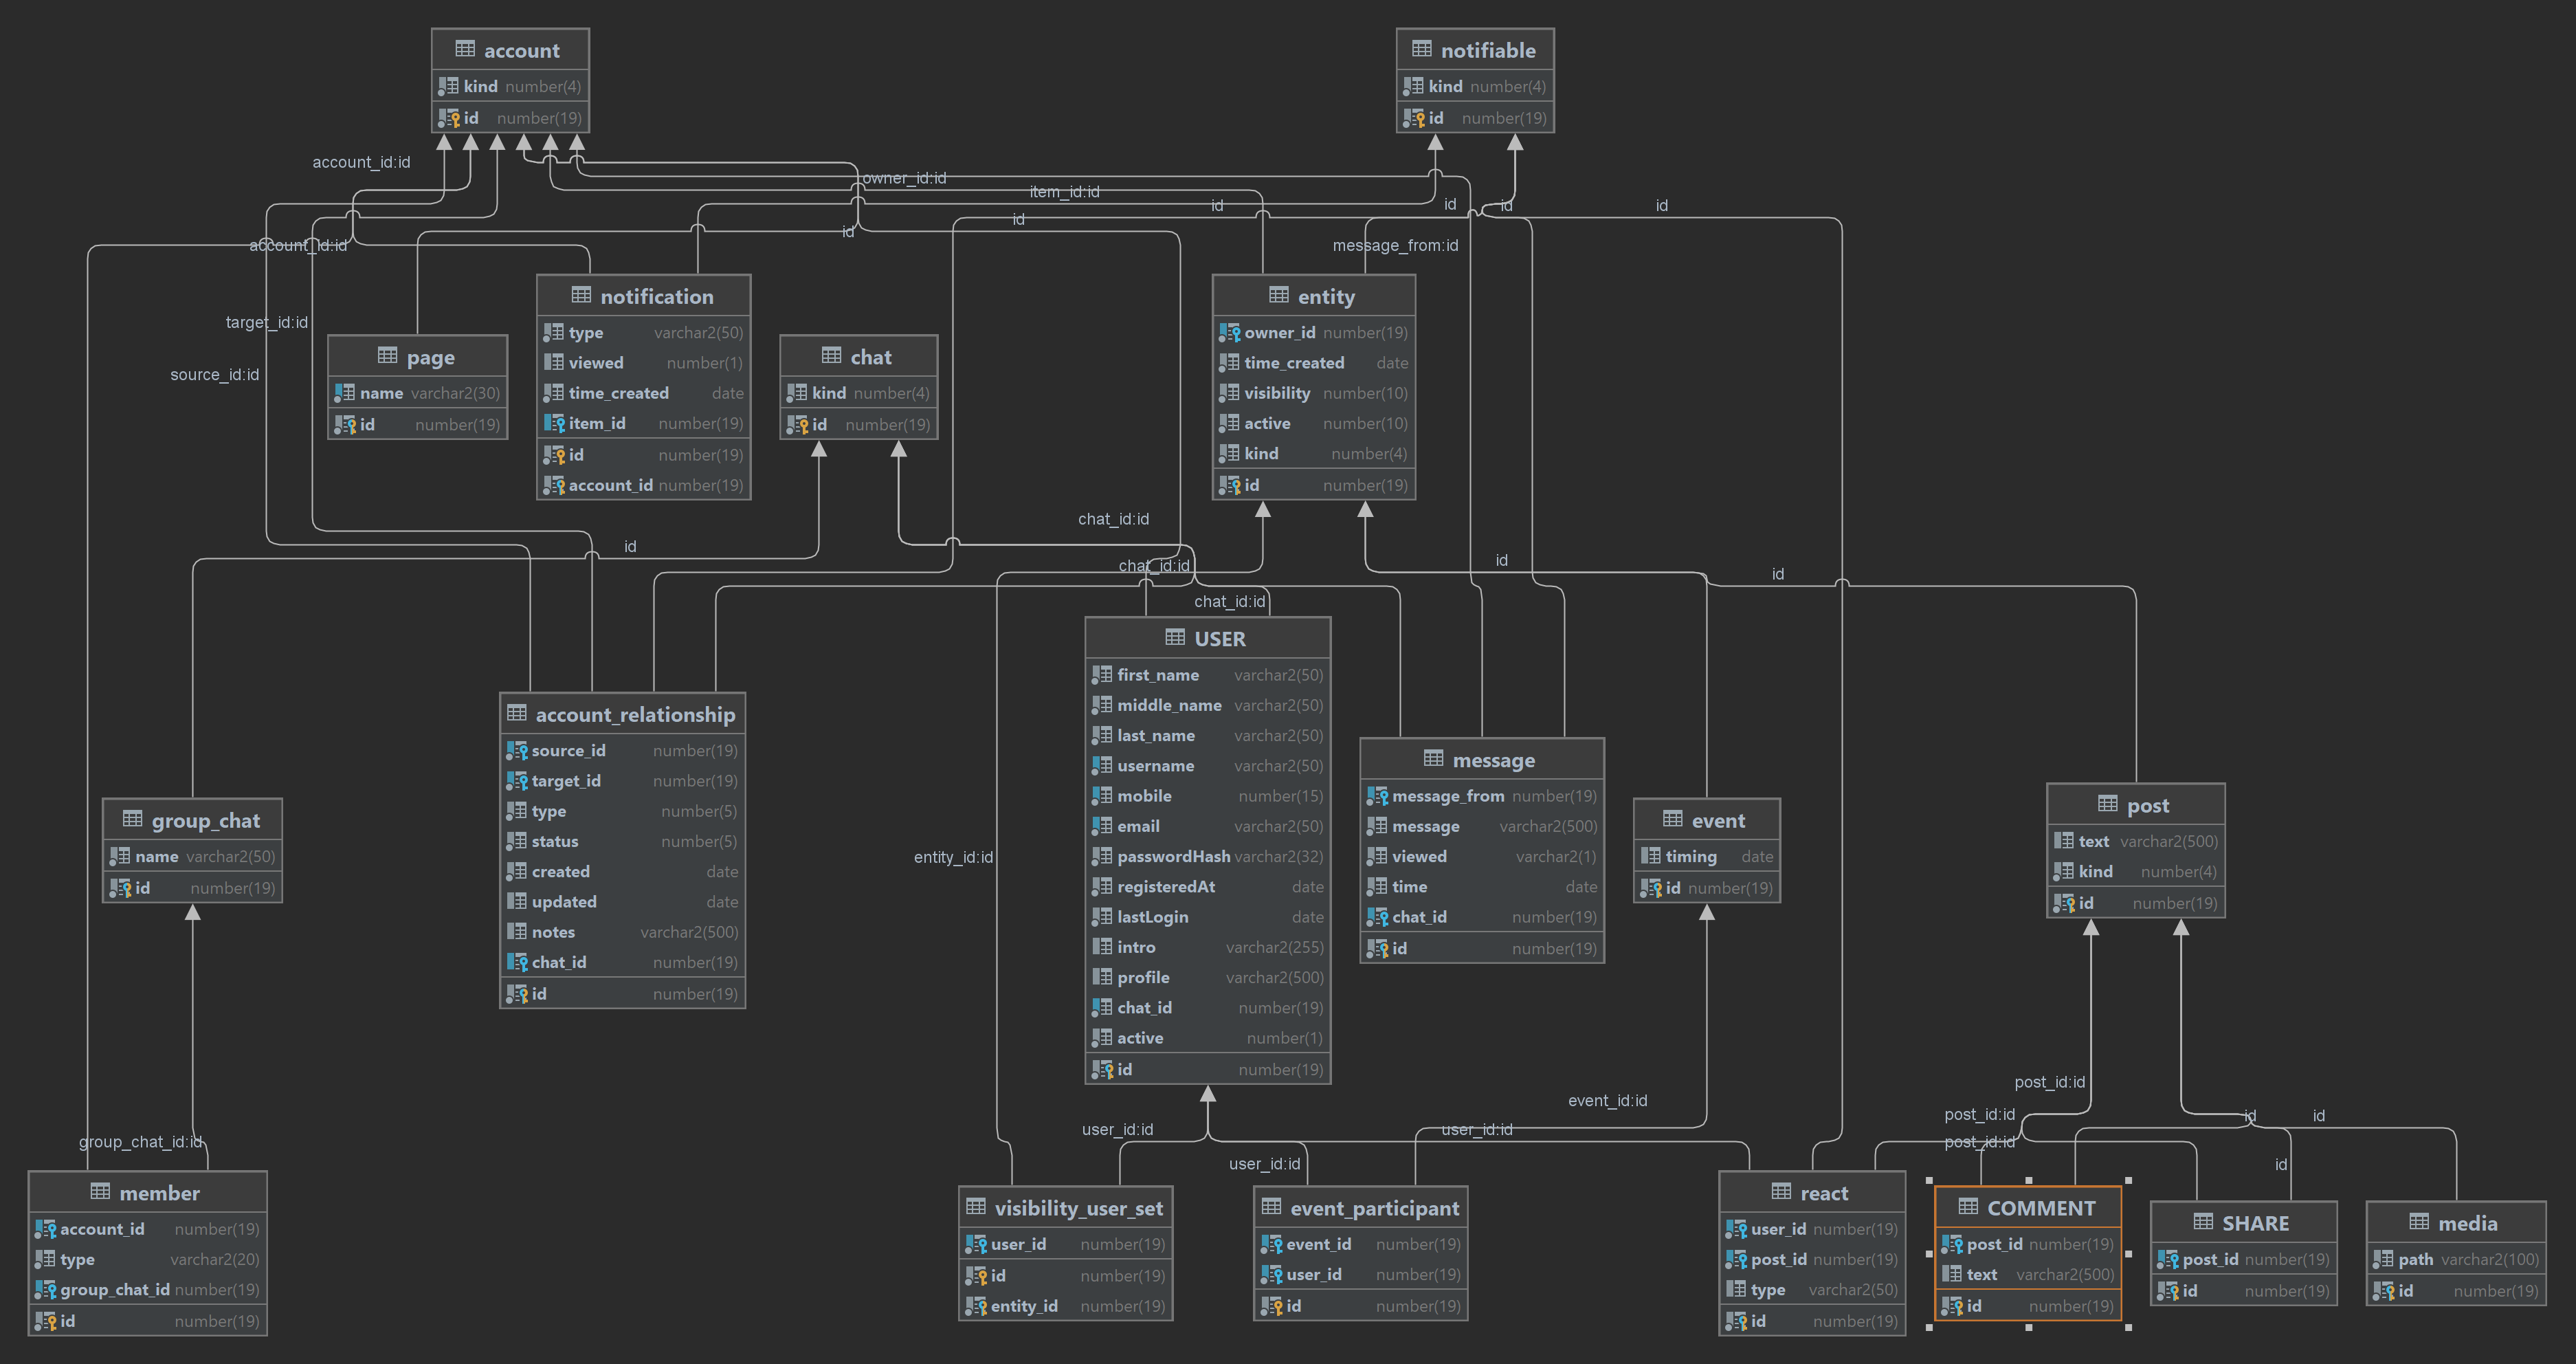 account
kind number(4)
id number(19)
notifiable
kind number(4)
id number(19)
account_id:id
owner_id:id
item_id:id
id
id
id
id
id
id
account_id:id
message_from:id
target_id:id
source_id:id
notification
type varchar2(50)
viewed number(1)
time_created date
item_id number(19)
id number(19)
account_id number(19)
entity
owner_id number(19)
time_created date
visibility number(10)
active number(10)
kind number(4)
id number(19)
page
name varchar2(30)
id number(19)
chat
kind number(4)
id number(19)
chat_id:id
id
chat_id:id
id
id
chat_id:id
USER
first_name varchar2(50)
middle_name varchar2(50)
last_name varchar2(50)
username varchar2(50)
mobile number(15)
email varchar2(50)
passwordHash varchar2(32)
registeredAt date
lastLogin date
intro varchar2(255)
profile varchar2(500)
chat_id number(19)
active number(1)
id number(19)
account_relationship
source_id number(19)
target_id number(19)
type number(5)
status number(5)
created date
updated date
notes varchar2(500)
chat_id number(19)
id number(19)
message
message_from number(19)
message varchar2(500)
viewed varchar2(1)
time date
chat_id number(19)
id number(19)
group_chat
name varchar2(50)
id number(19)
event
timing date
id number(19)
post
text varchar2(500)
kind number(4)
id number(19)
entity_id:id
post_id:id
event_id:id
post_id:id
id
id
user_id:id
user_id:id
group_chat_id:id
post_id:id
user_id:id
id
member
account_id number(19)
type varchar2(20)
group_chat_id number(19)
id number(19)
visibility_user_set
user_id number(19)
id number(19)
entity_id number(19)
event_participant
event_id number(19)
user_id number(19)
id number(19)
react
user_id number(19)
post_id number(19)
type varchar2(50)
id number(19)
COMMENT
post_id number(19)
text varchar2(500)
id number(19)
SHARE
post_id number(19)
id number(19)
media
path varchar2(100)
id number(19)